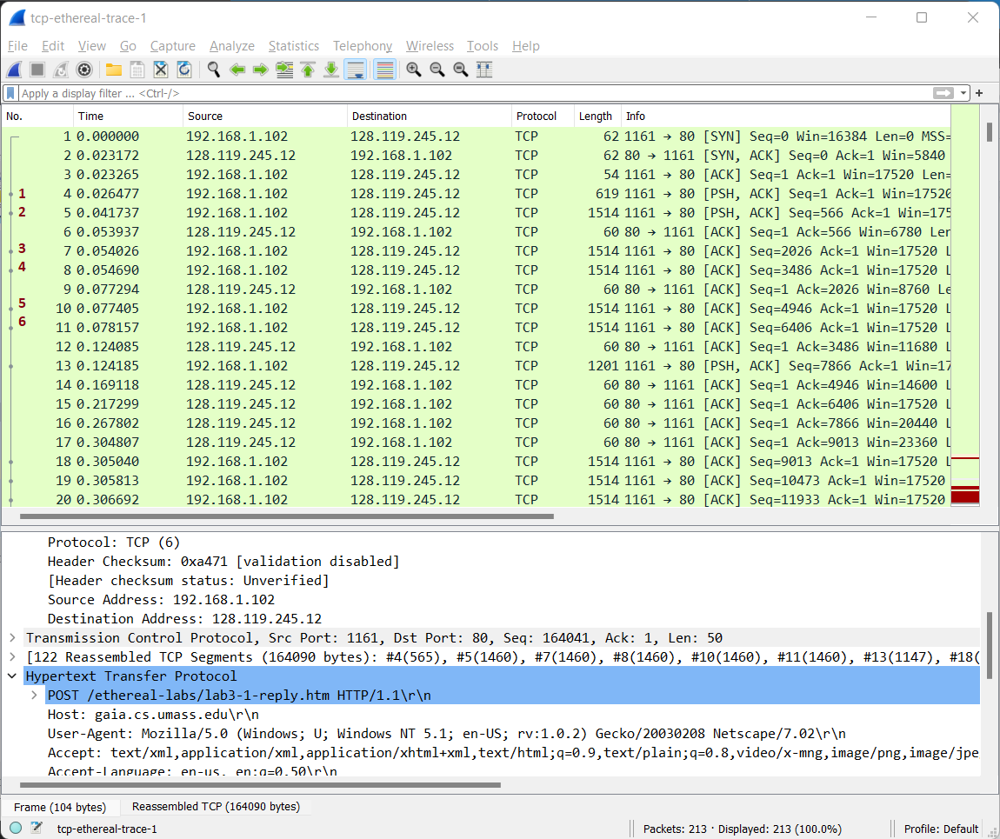 tcp-ethereal-trace-1
File Edit View Go Capture Analyze Statistics Telephony Wireless Tools Help
Apply a display filter ... <Ctrl-/>
No. Time Source Destination Protocol Length Info
1 0.000000 192.168.1.102 128.119.245.12 TCP 62 1161 → 80 [SYN] Seq=0 Win=16384 Len=0 MSS=
2 0.023172 128.119.245.12 192.168.1.102 TCP 62 80 → 1161 [SYN, ACK] Seq=0 Ack=1 Win=5840
3 0.023265 192.168.1.102 128.119.245.12 TCP 54 1161 → 80 [ACK] Seq=1 Ack=1 Win=17520 Len=
1 4 0.026477 192.168.1.102 128.119.245.12 TCP 619 1161 → 80 [PSH, ACK] Seq=1 Ack=1 Win=17520
2 5 0.041737 192.168.1.102 128.119.245.12 TCP 1514 1161 → 80 [PSH, ACK] Seq=566 Ack=1 Win=175
6 0.053937 128.119.245.12 192.168.1.102 TCP 60 80 → 1161 [ACK] Seq=1 Ack=566 Win=6780 Len
3 7 0.054026 192.168.1.102 128.119.245.12 TCP 1514 1161 → 80 [ACK] Seq=2026 Ack=1 Win=17520 L
4 8 0.054690 192.168.1.102 128.119.245.12 TCP 1514 1161 → 80 [ACK] Seq=3486 Ack=1 Win=17520 L
9 0.077294 128.119.245.12 192.168.1.102 TCP 60 80 → 1161 [ACK] Seq=1 Ack=2026 Win=8760 Le
5 10 0.077405 192.168.1.102 128.119.245.12 TCP 1514 1161 → 80 [ACK] Seq=4946 Ack=1 Win=17520 L
6 11 0.078157 192.168.1.102 128.119.245.12 TCP 1514 1161 → 80 [ACK] Seq=6406 Ack=1 Win=17520 L
12 0.124085 128.119.245.12 192.168.1.102 TCP 60 80 → 1161 [ACK] Seq=1 Ack=3486 Win=11680 L
13 0.124185 192.168.1.102 128.119.245.12 TCP 1201 1161 → 80 [PSH, ACK] Seq=7866 Ack=1 Win=17
14 0.169118 128.119.245.12 192.168.1.102 TCP 60 80 → 1161 [ACK] Seq=1 Ack=4946 Win=14600 L
15 0.217299 128.119.245.12 192.168.1.102 TCP 60 80 → 1161 [ACK] Seq=1 Ack=6406 Win=17520 L
16 0.267802 128.119.245.12 192.168.1.102 TCP 60 80 → 1161 [ACK] Seq=1 Ack=7866 Win=20440 L
17 0.304807 128.119.245.12 192.168.1.102 TCP 60 80 → 1161 [ACK] Seq=1 Ack=9013 Win=23360 L
18 0.305040 192.168.1.102 128.119.245.12 TCP 1514 1161 → 80 [ACK] Seq=9013 Ack=1 Win=17520 L
19 0.305813 192.168.1.102 128.119.245.12 TCP 1514 1161 → 80 [ACK] Seq=10473 Ack=1 Win=17520
20 0.306692 192.168.1.102 128.119.245.12 TCP 1514 1161 → 80 [ACK] Seq=11933 Ack=1 Win=17520
Protocol: TCP (6)
Header Checksum: 0xa471 [validation disabled]
[Header checksum status: Unverified]
Source Address: 192.168.1.102
Destination Address: 128.119.245.12
Transmission Control Protocol, Src Port: 1161, Dst Port: 80, Seq: 164041, Ack: 1, Len: 50
[122 Reassembled TCP Segments (164090 bytes): #4(565), #5(1460), #7(1460), #8(1460), #10(1460), #11(1460), #13(1147), #18(
Hypertext Transfer Protocol
POST /ethereal-labs/lab3-1-reply.htm HTTP/1.1\r\n
Host: gaia.cs.umass.edu\r\n
User-Agent: Mozilla/5.0 (Windows; U; Windows NT 5.1; en-US; rv:1.0.2) Gecko/20030208 Netscape/7.02\r\n
Accept: text/xml,application/xml,application/xhtml+xml,text/html;q=0.9,text/plain;q=0.8,video/x-mng,image/png,image/jpe
Accept-Language: en-us, en;q=0.50\r\n
Frame (104 bytes) Reassembled TCP (164090 bytes)
tcp-ethereal-trace-1 Packets: 213 · Displayed: 213 (100.0%) Profile: Default